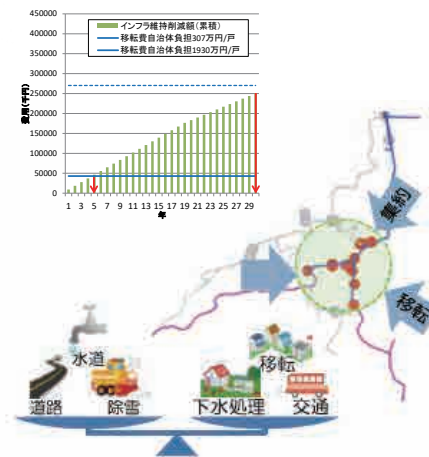 インフラ維持削減額(累積)
移転費自治体負担307万円/戸
移転費自治体負担1930万円/戸
費用(千円)
450000
400000
350000
300000
250000
200000
150000
100000
50000
0
1 3 5 7 9 11 13 15 17 19 21 23 25 27 29
年
集約
移転
水道
道路
除雪
移転
下水処理
交通